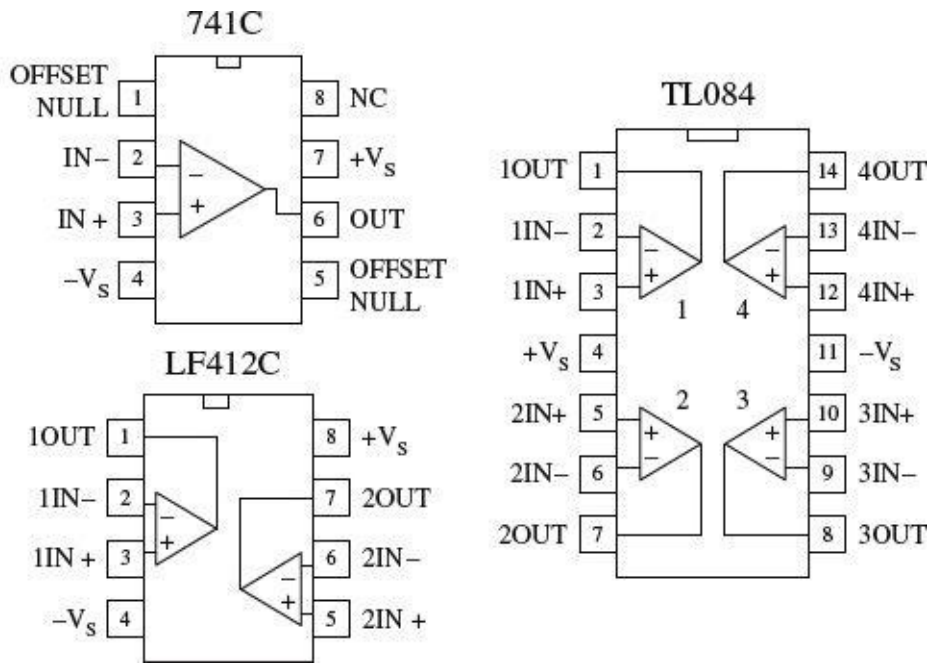 741C
OFFSET NULL 1
8 NC
IN− 2
7 +Vs
−
+
IN + 3
6 OUT
−Vs 4
5 OFFSET NULL
LF412C
1OUT 1
8 +Vs
1IN− 2
7 2OUT
−
+
1IN + 3
6 2IN−
−
+
−Vs 4
5 2IN +
TL084
1OUT 1
14 4OUT
1IN− 2
13 4IN−
−
+
−
+
1IN+ 3
12 4IN+
1
4
+Vs 4
11 −Vs
2
3
2IN+ 5
10 3IN+
+
−
+
−
2IN− 6
9 3IN−
2OUT 7
8 3OUT